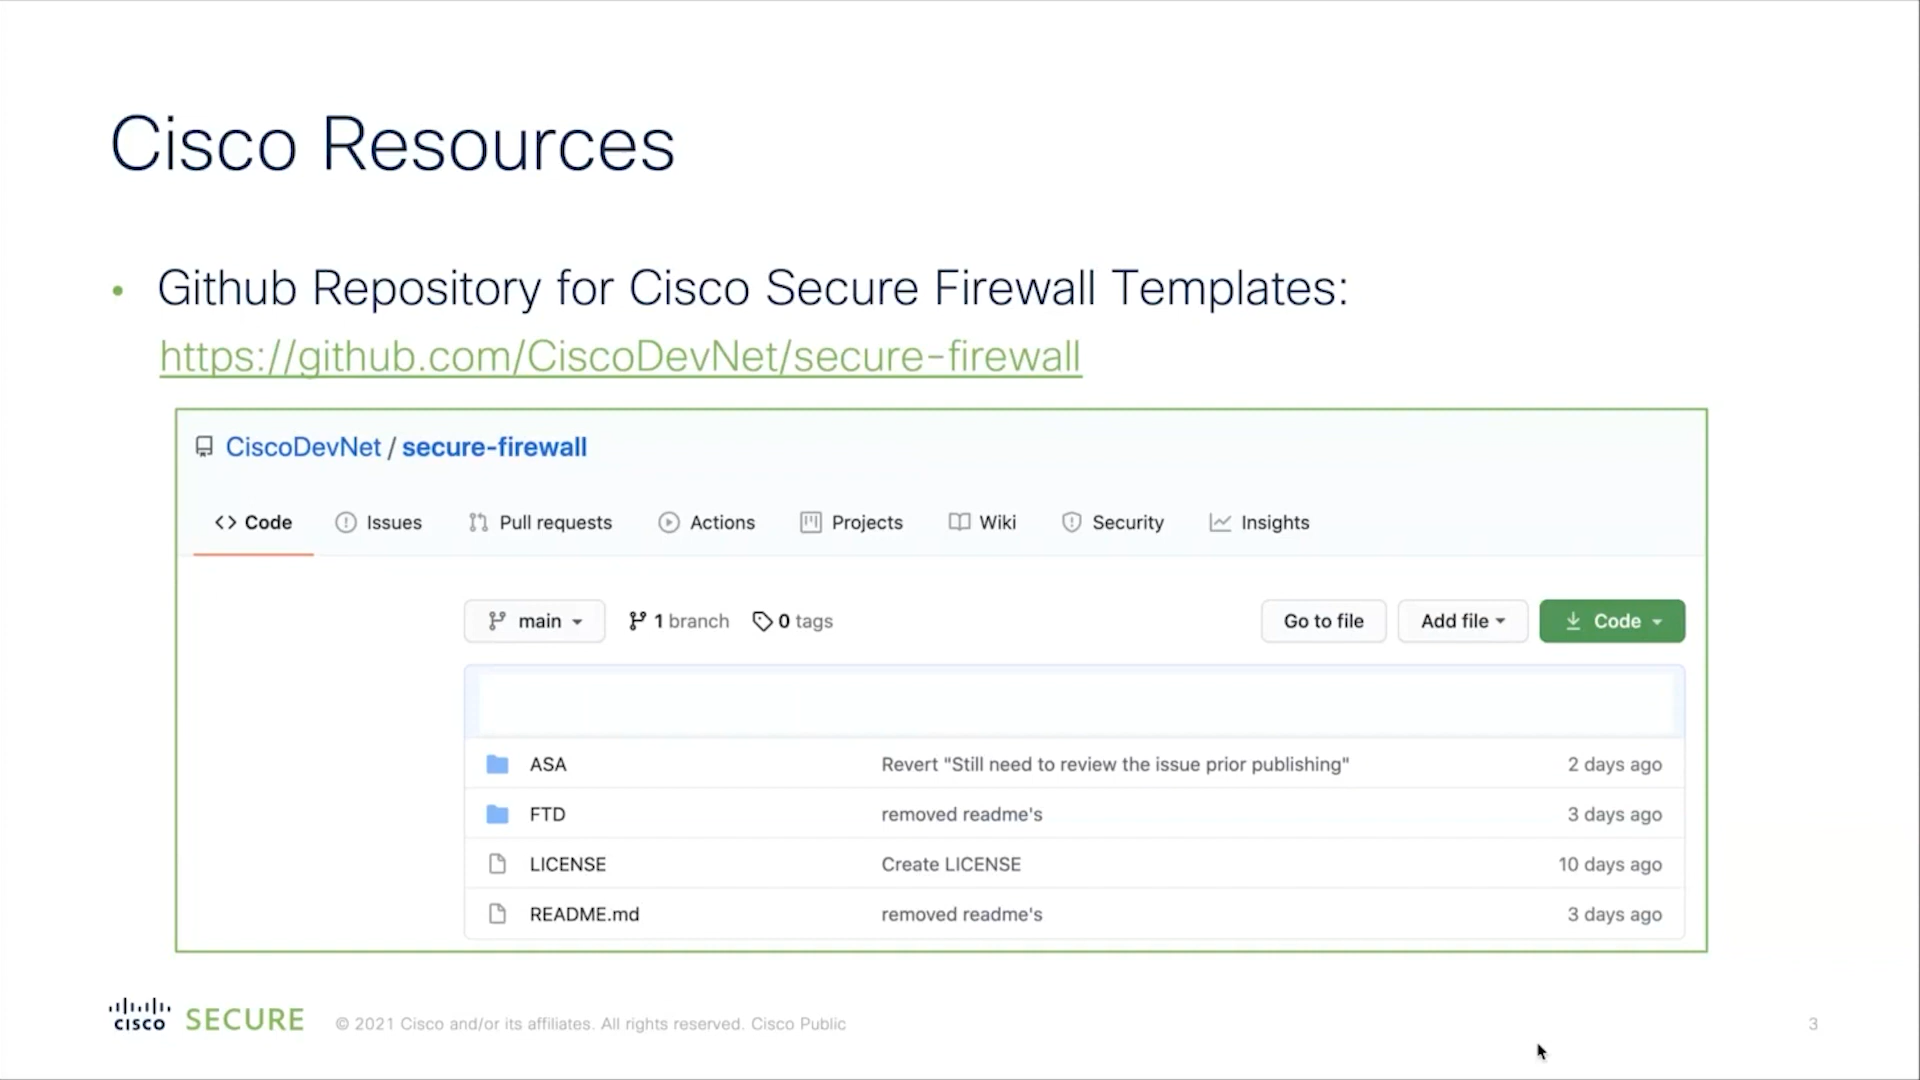 Cisco Resources
• Github Repository for Cisco Secure Firewall Templates:
https://github.com/CiscoDevNet/secure-firewall
CiscoDevNet / secure-firewall
<> Code Issues Pull requests Actions Projects Wiki Security Insights
main 1 branch 0 tags Go to file Add file Code
ASA Revert "Still need to review the issue prior publishing" 2 days ago
FTD removed readme's 3 days ago
LICENSE Create LICENSE 10 days ago
README.md removed readme's 3 days ago
CISCO SECURE © 2021 Cisco and/or its affiliates. All rights reserved. Cisco Public 3